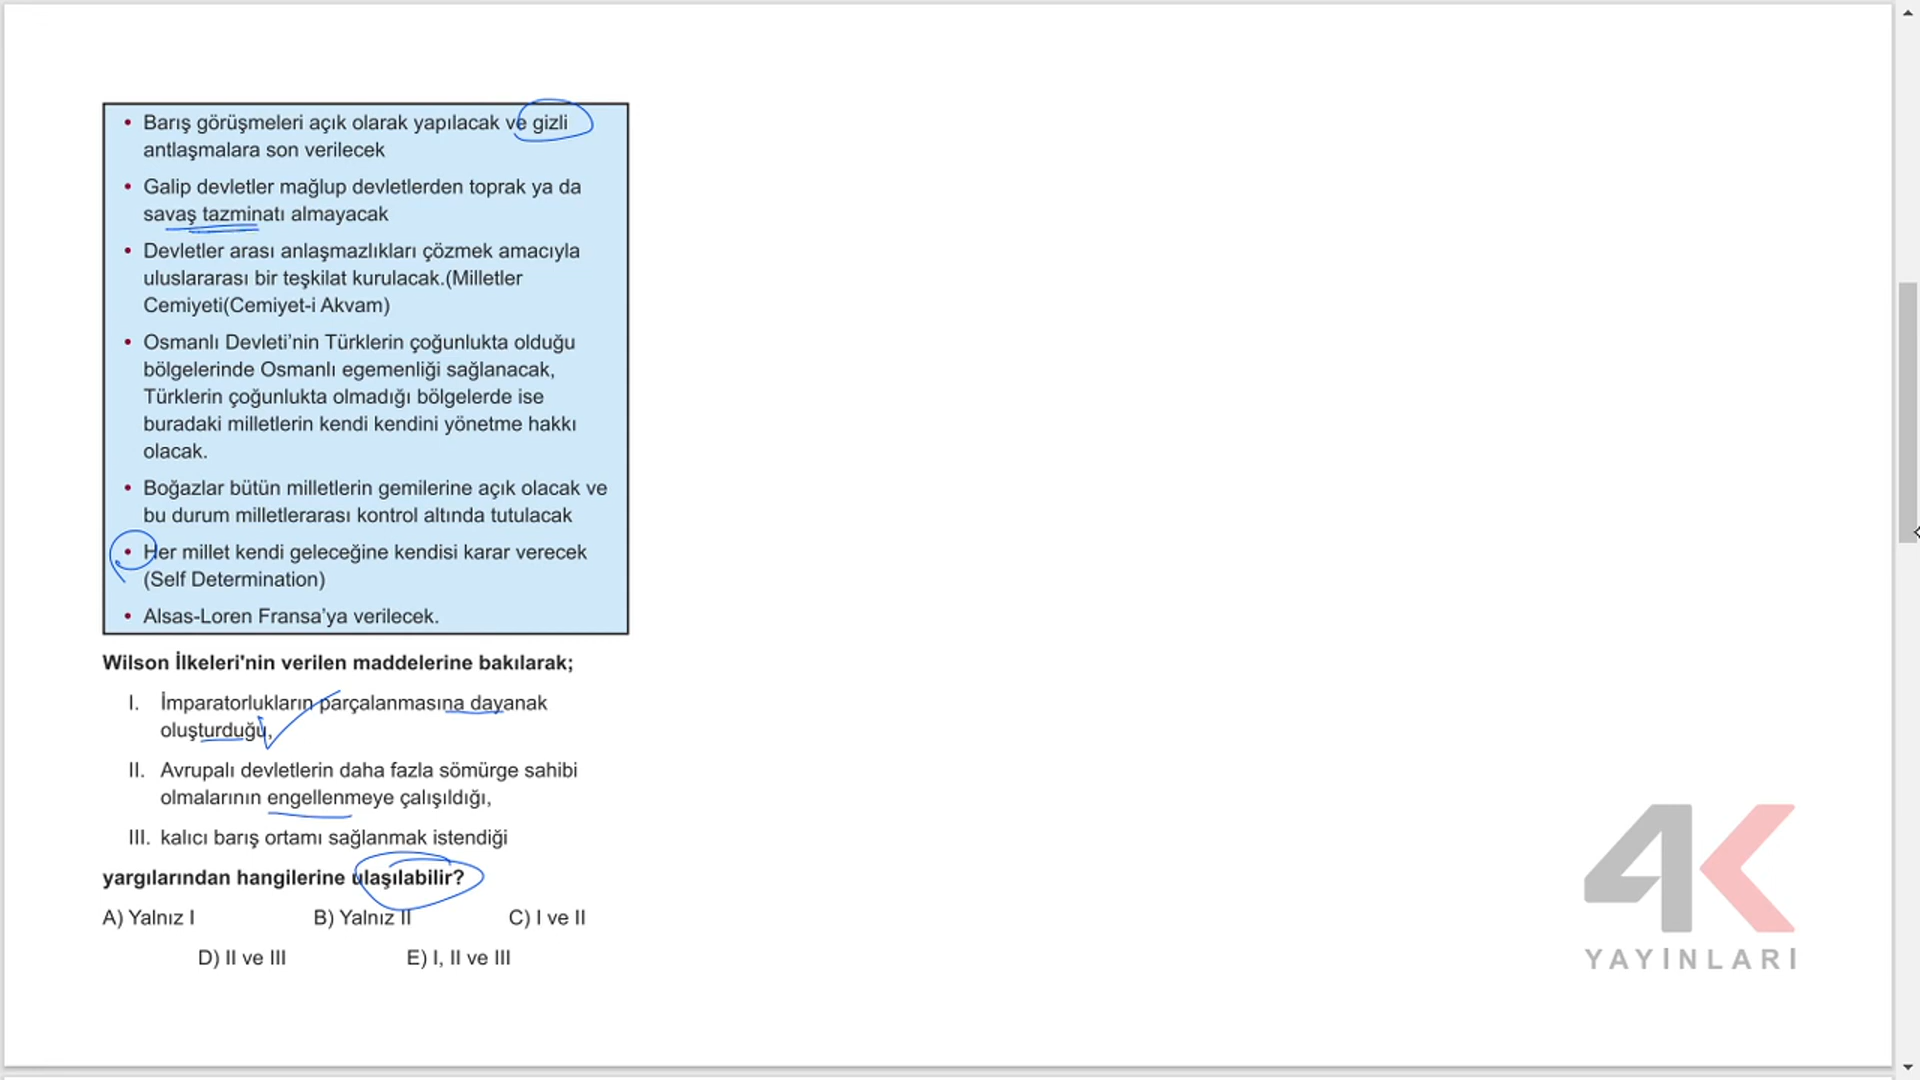 • Barış görüşmeleri açık olarak yapılacak ve gizli
antlaşmalara son verilecek
• Galip devletler mağlup devletlerden toprak ya da
savaş tazminatı almayacak
• Devletler arası anlaşmazlıkları çözmek amacıyla
uluslararası bir teşkilat kurulacak.(Milletler
Cemiyeti(Cemiyet-i Akvam)
• Osmanlı Devleti’nin Türklerin çoğunlukta olduğu
bölgelerinde Osmanlı egemenliği sağlanacak,
Türklerin çoğunlukta olmadığı bölgelerde ise
buradaki milletlerin kendi kendini yönetme hakkı
olacak.
• Boğazlar bütün milletlerin gemilerine açık olacak ve
bu durum milletlerarası kontrol altında tutulacak
• Her millet kendi geleceğine kendisi karar verecek
(Self Determination)
• Alsas-Loren Fransa’ya verilecek.
Wilson İlkeleri'nin verilen maddelerine bakılarak;
I. İmparatorlukların parçalanmasına dayanak
oluşturduğu,
II. Avrupalı devletlerin daha fazla sömürge sahibi
olmalarının engellenmeye çalışıldığı,
III. kalıcı barış ortamı sağlanmak istendiği
yargılarından hangilerine ulaşılabilir?
A) Yalnız I B) Yalnız II C) I ve II
D) II ve III E) I, II ve III
4K
YAYINLARI